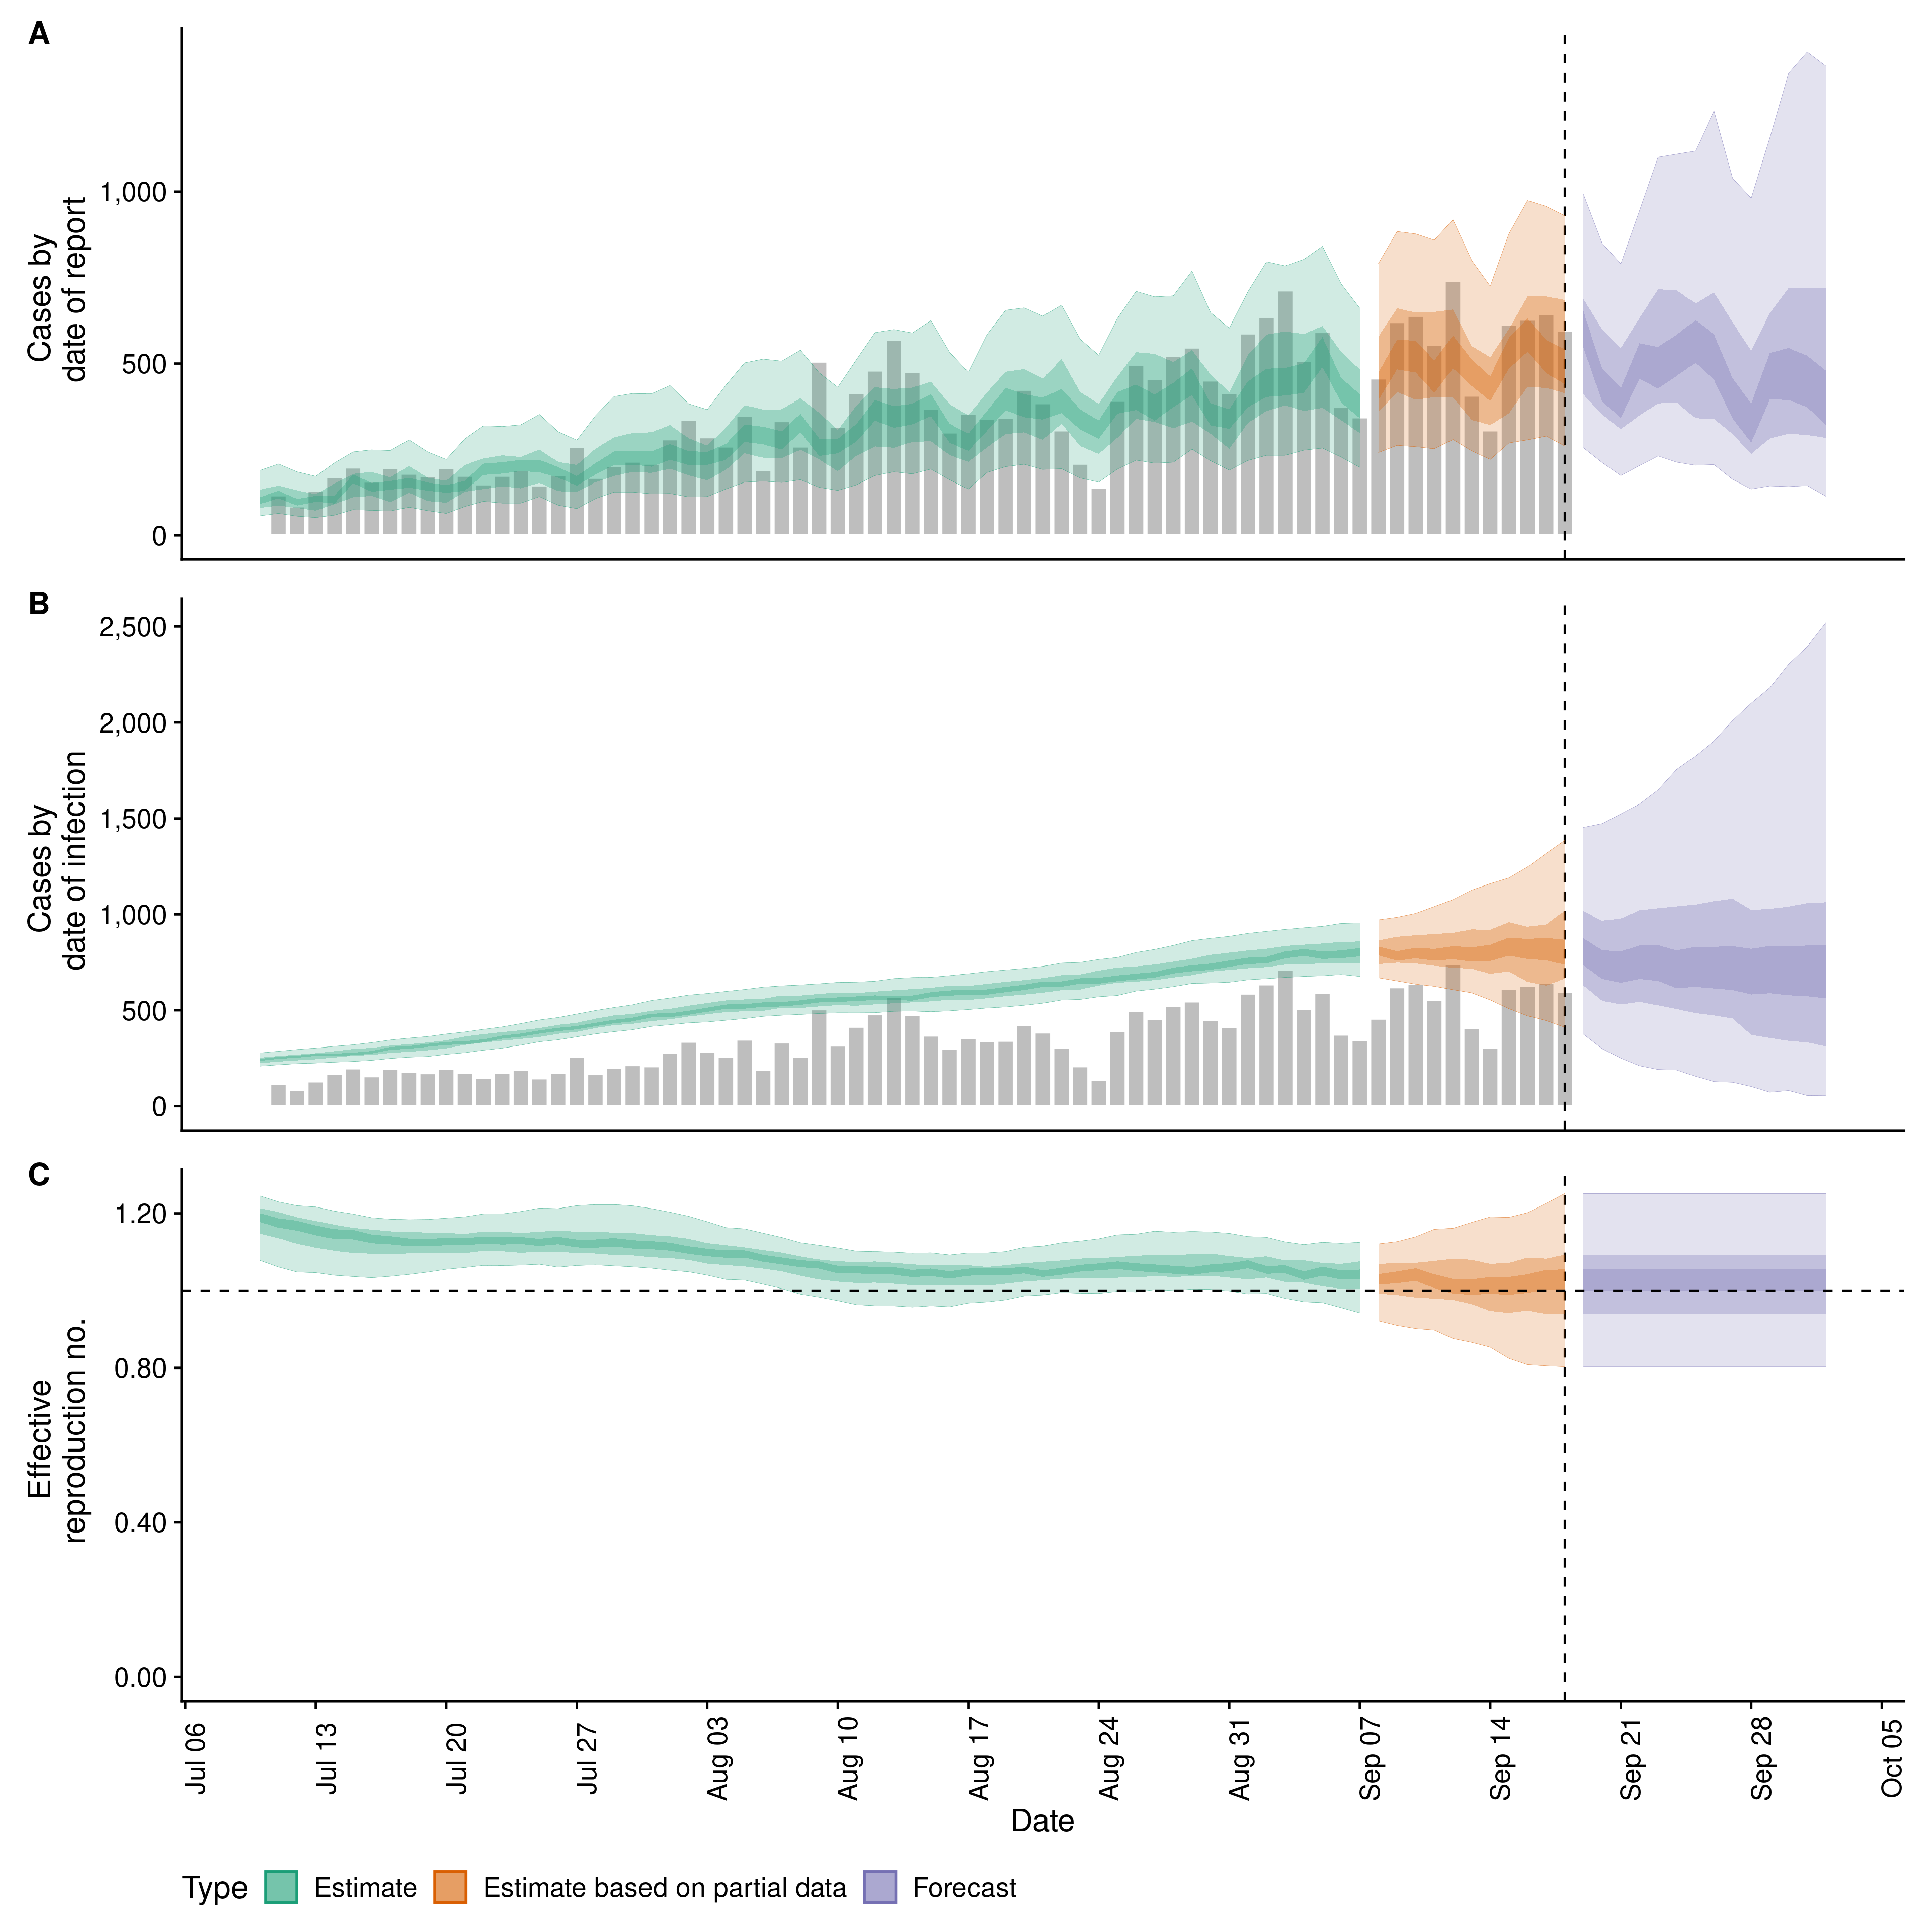 A
Cases by
date of report
1,000
500
0
B
Cases by
date of infection
2,500
2,000
1,500
1,000
500
0
C
Effective
reproduction no.
1.20
0.80
0.40
0.00
Jul 06
Jul 13
Jul 20
Jul 27
Aug 03
Aug 10
Aug 17
Aug 24
Aug 31
Sep 07
Sep 14
Sep 21
Sep 28
Oct 05
Date
Type Estimate Estimate based on partial data Forecast